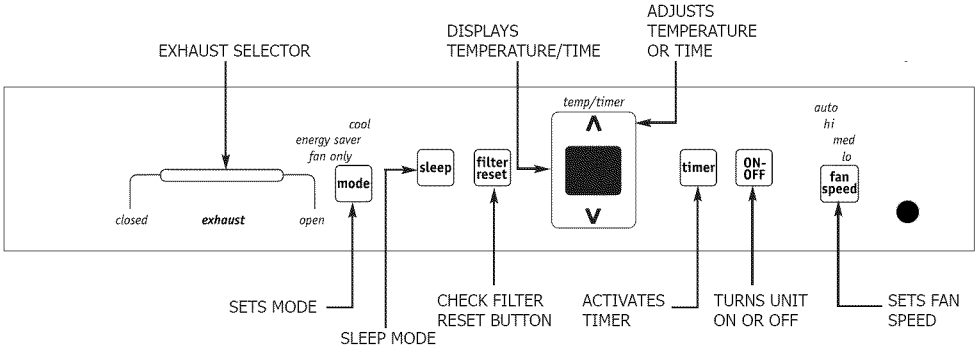 ADJUSTS
TEMPERATURE
OR TIME
DISPLAYS
TEMPERATURE/TIME
EXHAUST SELECTOR
temp/timer
auto
hi
med
lo
cool
energy saver
fan only
mode
sleep
filter
reset
timer
ON-
OFF
fan
speed
closed
exhaust
open
SETS MODE
SLEEP MODE
CHECK FILTER
RESET BUTTON
ACTIVATES
TIMER
TURNS UNIT
ON OR OFF
SETS FAN
SPEED